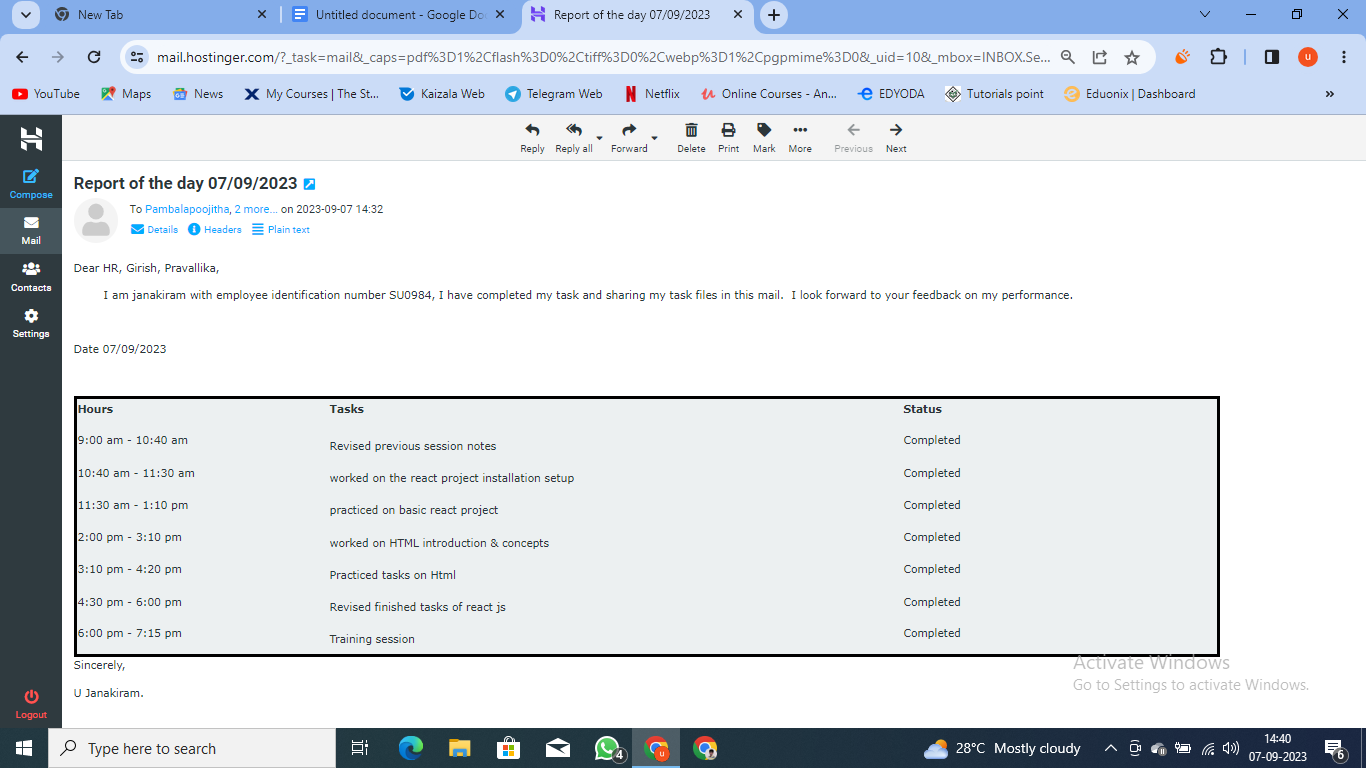 New Tab
Untitled document - Google Do
Report of the day 07/09/2023
mail.hostinger.com/?_task=mail&_caps=pdf%3D1%2Cflash%3D0%2Ctiff%3D0%2Cwebp%3D1%2Cpgpmime%3D0&_uid=10&_mbox=INBOX.Se...
u
YouTube
Maps
News
My Courses | The St...
Kaizala Web
Telegram Web
Netflix
Online Courses - An...
EDYODA
Tutorials point
Eduonix | Dashboard
»
Reply
Reply all
Forward
Delete
Print
Mark
More
Previous
Next
Compose
Mail
Contacts
Settings
Logout
Report of the day 07/09/2023
To Pambalapoojitha, 2 more... on 2023-09-07 14:32
Details Headers Plain text
Dear HR, Girish, Pravallika,
I am janakiram with employee identification number SU0984, I have completed my task and sharing my task files in this mail. I look forward to your feedback on my performance.
Date 07/09/2023
Hours Tasks Status
9:00 am - 10:40 am Revised previous session notes Completed
10:40 am - 11:30 am worked on the react project installation setup Completed
11:30 am - 1:10 pm practiced on basic react project Completed
2:00 pm - 3:10 pm worked on HTML introduction & concepts Completed
3:10 pm - 4:20 pm Practiced tasks on Html Completed
4:30 pm - 6:00 pm Revised finished tasks of react js Completed
6:00 pm - 7:15 pm Training session Completed
Sincerely,
U Janakiram.
Activate Windows
Go to Settings to activate Windows.
Type here to search
4
u
28°C Mostly cloudy
14:40
07-09-2023
6